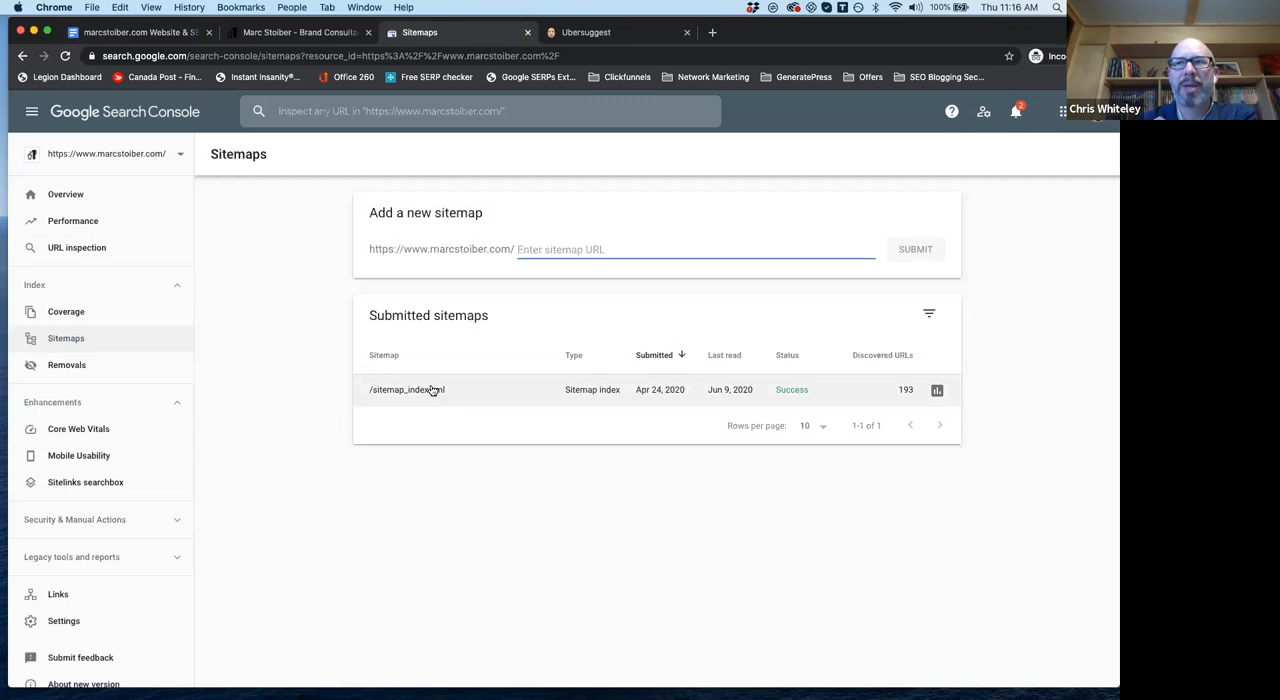 Chrome File Edit View History Bookmarks People Tab Window Help 100% Thu 11:16 AM
marcstoiber.com Website & SE
Marc Stoiber - Brand Consulta
Sitemaps
Ubersuggest
search.google.com/search-console/sitemaps?resource_id=https%3A%2F%2Fwww.marcstoiber.com%2F
Inco
Legion Dashboard
Canada Post - Fin...
Instant Insanity®...
Office 260
Free SERP checker
Google SERPs Ext...
Clickfunnels
Network Marketing
GeneratePress
Offers
SEO Blogging Sec...
Chris Whiteley
Google Search Console
Inspect any URL in "https://www.marcstoiber.com/"
2
https://www.marcstoiber.com/
Sitemaps
Overview
Performance
URL inspection
Index
Coverage
Sitemaps
Removals
Enhancements
Core Web Vitals
Mobile Usability
Sitelinks searchbox
Security & Manual Actions
Legacy tools and reports
Links
Settings
Submit feedback
About new version
Add a new sitemap
https://www.marcstoiber.com/ Enter sitemap URL SUBMIT
Submitted sitemaps
Sitemap Type Submitted Last read Status Discovered URLs
Sitemap index Apr 24, 2020 Jun 9, 2020 Success 193
Rows per page: 10 1-1 of 1